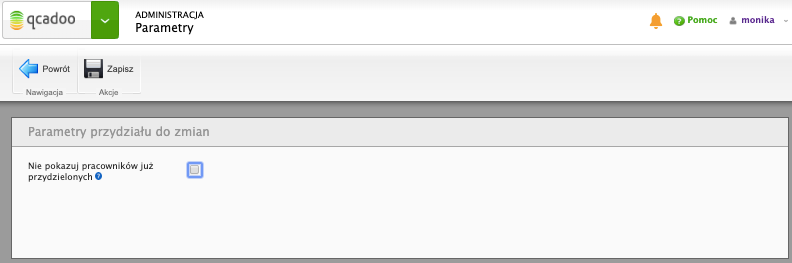 qcadoo
ADMINISTRACJA
Parametry
Pomoc
monika
Powrót
Zapisz
Nawigacja
Akcje
Parametry przydziału do zmian
Nie pokazuj pracowników już
przydzielonych